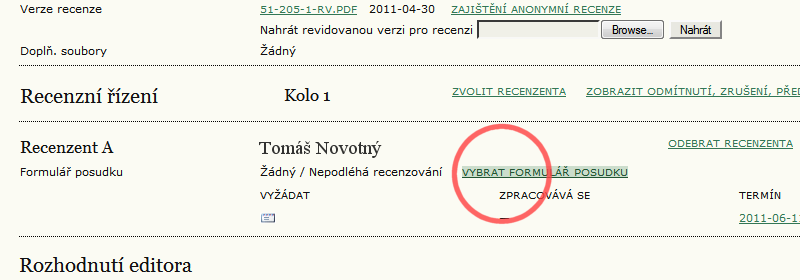 Verze recenze 51-205-1-RV.PDF 2011-04-30 ZAJIŠTĚNÍ ANONYMNÍ RECENZE
Nahrát revidovanou verzi pro recenzi Browse... Nahrát
Doplň. soubory Žádný
Recenzní řízení Kolo 1 ZVOLIT RECENZENTA ZOBRAZIT ODMÍTNUTÍ, ZRUŠENÍ, PŘED
Recenzent A Tomáš Novotný ODEBRAT RECENZENTA
Formulář posudku Žádný / Nepodléhá recenzování VYBRAT FORMULÁŘ POSUDKU
VYŽÁDAT ZPRACOVÁVÁ SE TERMÍN
— 2011-06-11
Rozhodnutí editora